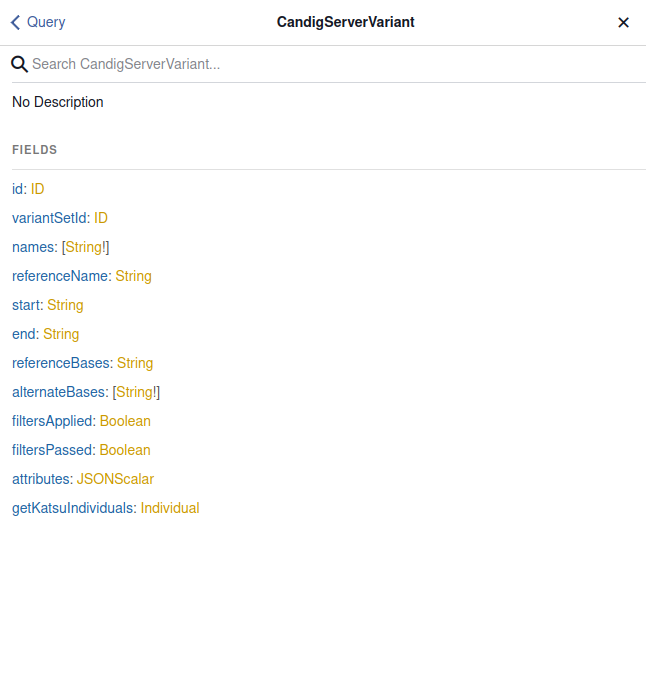 Query
CandigServerVariant
Search CandigServerVariant...
No Description
FIELDS
id: ID
variantSetId: ID
names: [String!]
referenceName: String
start: String
end: String
referenceBases: String
alternateBases: [String!]
filtersApplied: Boolean
filtersPassed: Boolean
attributes: JSONScalar
getKatsuIndividuals: Individual